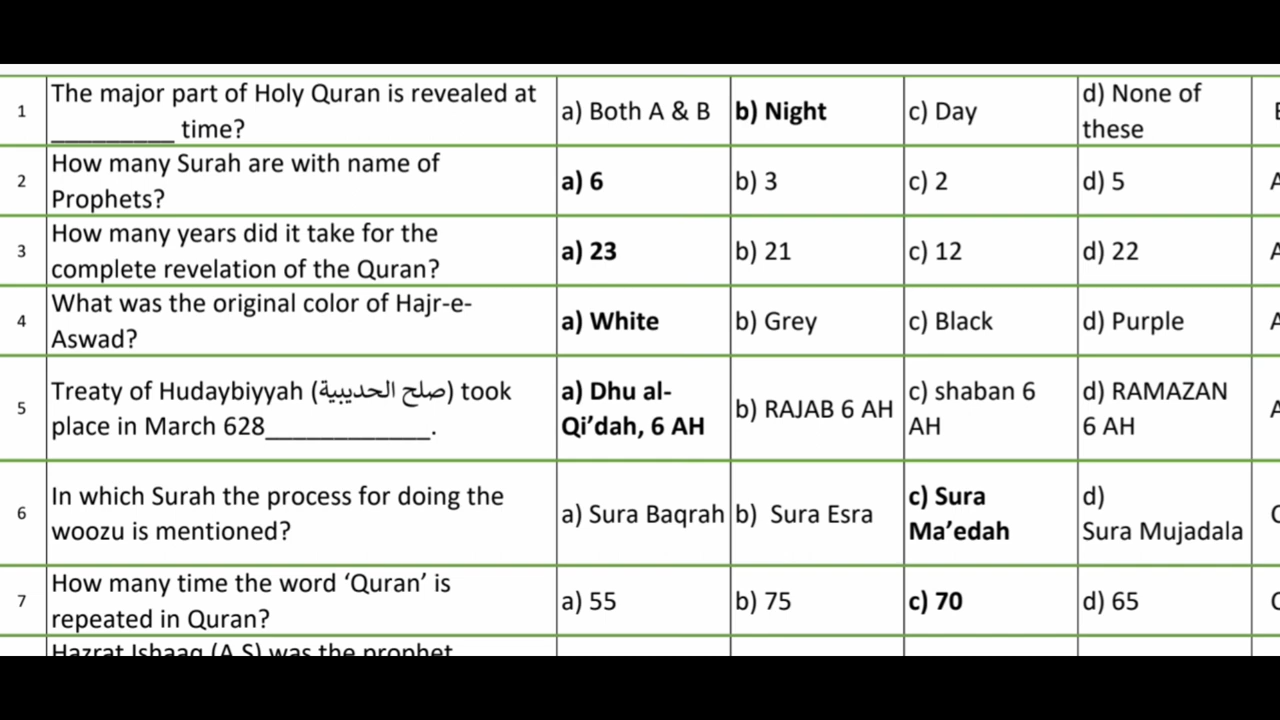 1 The major part of Holy Quran is revealed at _________ time? a) Both A & B b) Night c) Day d) None of these
2 How many Surah are with name of Prophets? a) 6 b) 3 c) 2 d) 5 A
3 How many years did it take for the complete revelation of the Quran? a) 23 b) 21 c) 12 d) 22 A
4 What was the original color of Hajr-e-Aswad? a) White b) Grey c) Black d) Purple A
5 Treaty of Hudaybiyyah (صلح الحديبية) took place in March 628____________. a) Dhu al-Qi’dah, 6 AH b) RAJAB 6 AH c) shaban 6 AH d) RAMAZAN 6 AH A
6 In which Surah the process for doing the woozu is mentioned? a) Sura Baqrah b) Sura Esra c) Sura Ma’edah d) Sura Mujadala
7 How many time the word ‘Quran’ is repeated in Quran? a) 55 b) 75 c) 70 d) 65
Hazrat Ishaaq (A.S) was the prophet